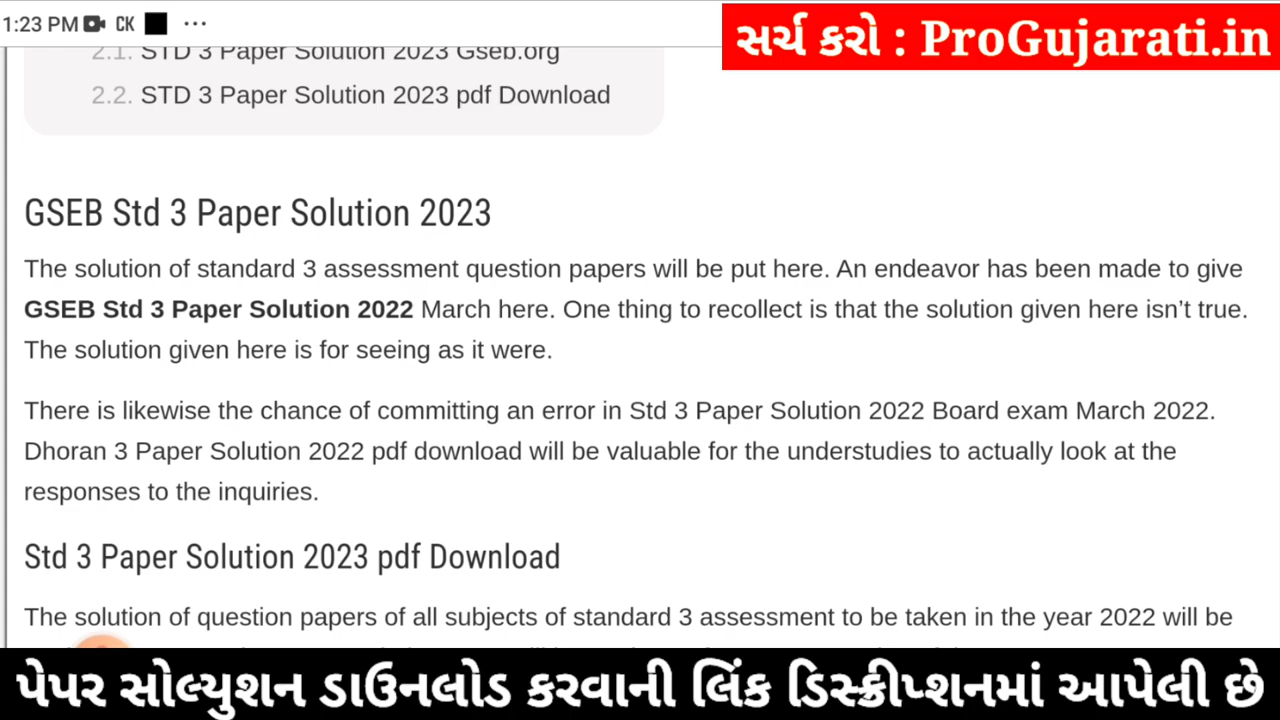 1:23 PM CK ...
સર્ચ કરો : ProGujarati.in
2.1. STD 3 Paper Solution 2023 Gseb.org
2.2. STD 3 Paper Solution 2023 pdf Download
GSEB Std 3 Paper Solution 2023
The solution of standard 3 assessment question papers will be put here. An endeavor has been made to give
GSEB Std 3 Paper Solution 2022 March here. One thing to recollect is that the solution given here isn’t true.
The solution given here is for seeing as it were.
There is likewise the chance of committing an error in Std 3 Paper Solution 2022 Board exam March 2022.
Dhoran 3 Paper Solution 2022 pdf download will be valuable for the understudies to actually look at the
responses to the inquiries.
Std 3 Paper Solution 2023 pdf Download
The solution of question papers of all subjects of standard 3 assessment to be taken in the year 2022 will be
પેપર સોલ્યુશન ડાઉનલોડ કરવાની લિંક ડિસ્ક્રીપ્શનમાં આપેલી છે